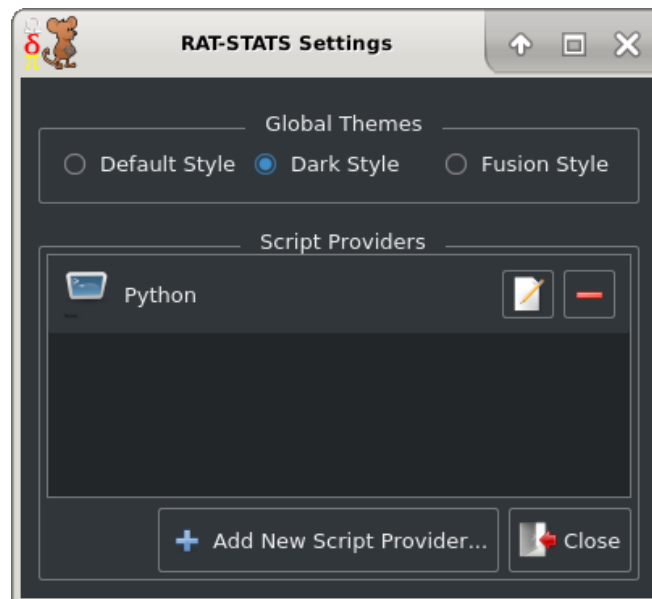 RAT-STATS Settings
Global Themes
Default Style Dark Style Fusion Style
Script Providers
Python
Add New Script Provider... Close